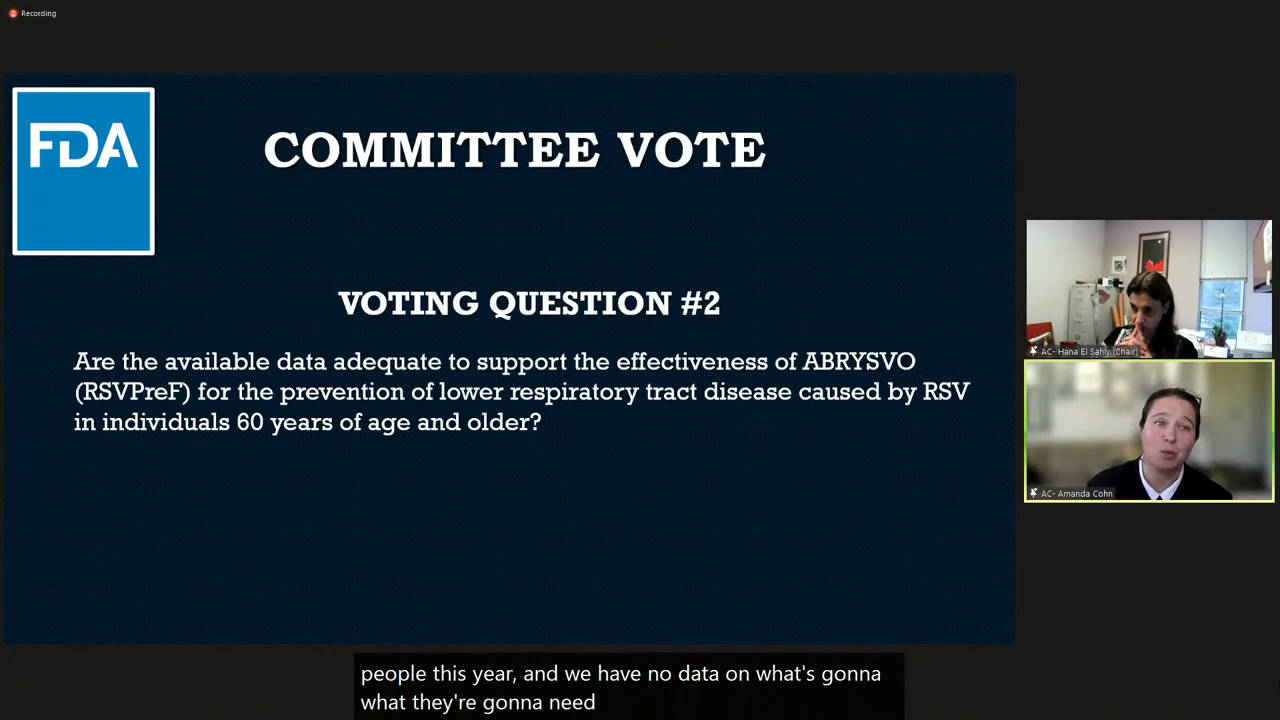 Recording
FDA
COMMITTEE VOTE
VOTING QUESTION #2
Are the available data adequate to support the effectiveness of ABRYSVO
(RSVPreF) for the prevention of lower respiratory tract disease caused by RSV
in individuals 60 years of age and older?
AC- Hana El Sahly (Chair)
AC- Amanda Cohn
people this year, and we have no data on what's gonna
what they're gonna need